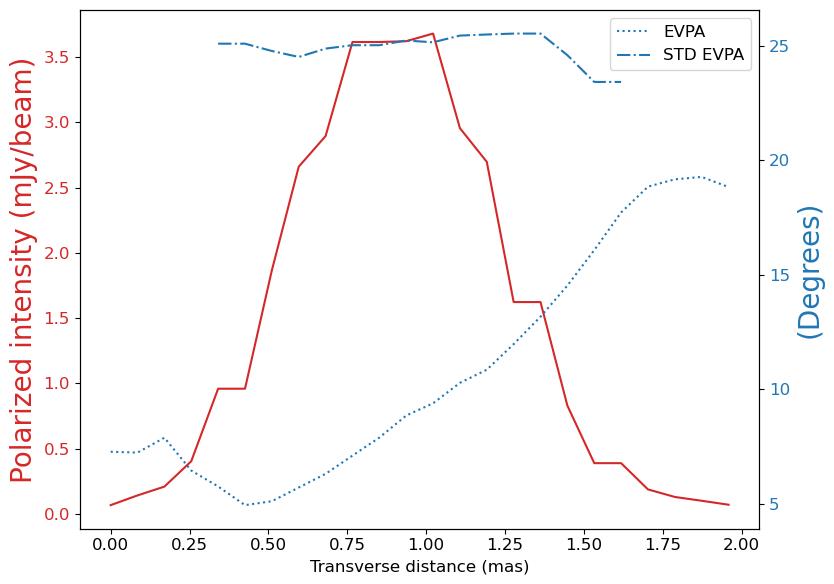 Polarized intensity (mJy/beam)
3.5
3.0
2.5
2.0
1.5
1.0
0.5
0.0
EVPA
STD EVPA
25
20
15
10
5
(Degrees)
0.00 0.25 0.50 0.75 1.00 1.25 1.50 1.75 2.00
Transverse distance (mas)